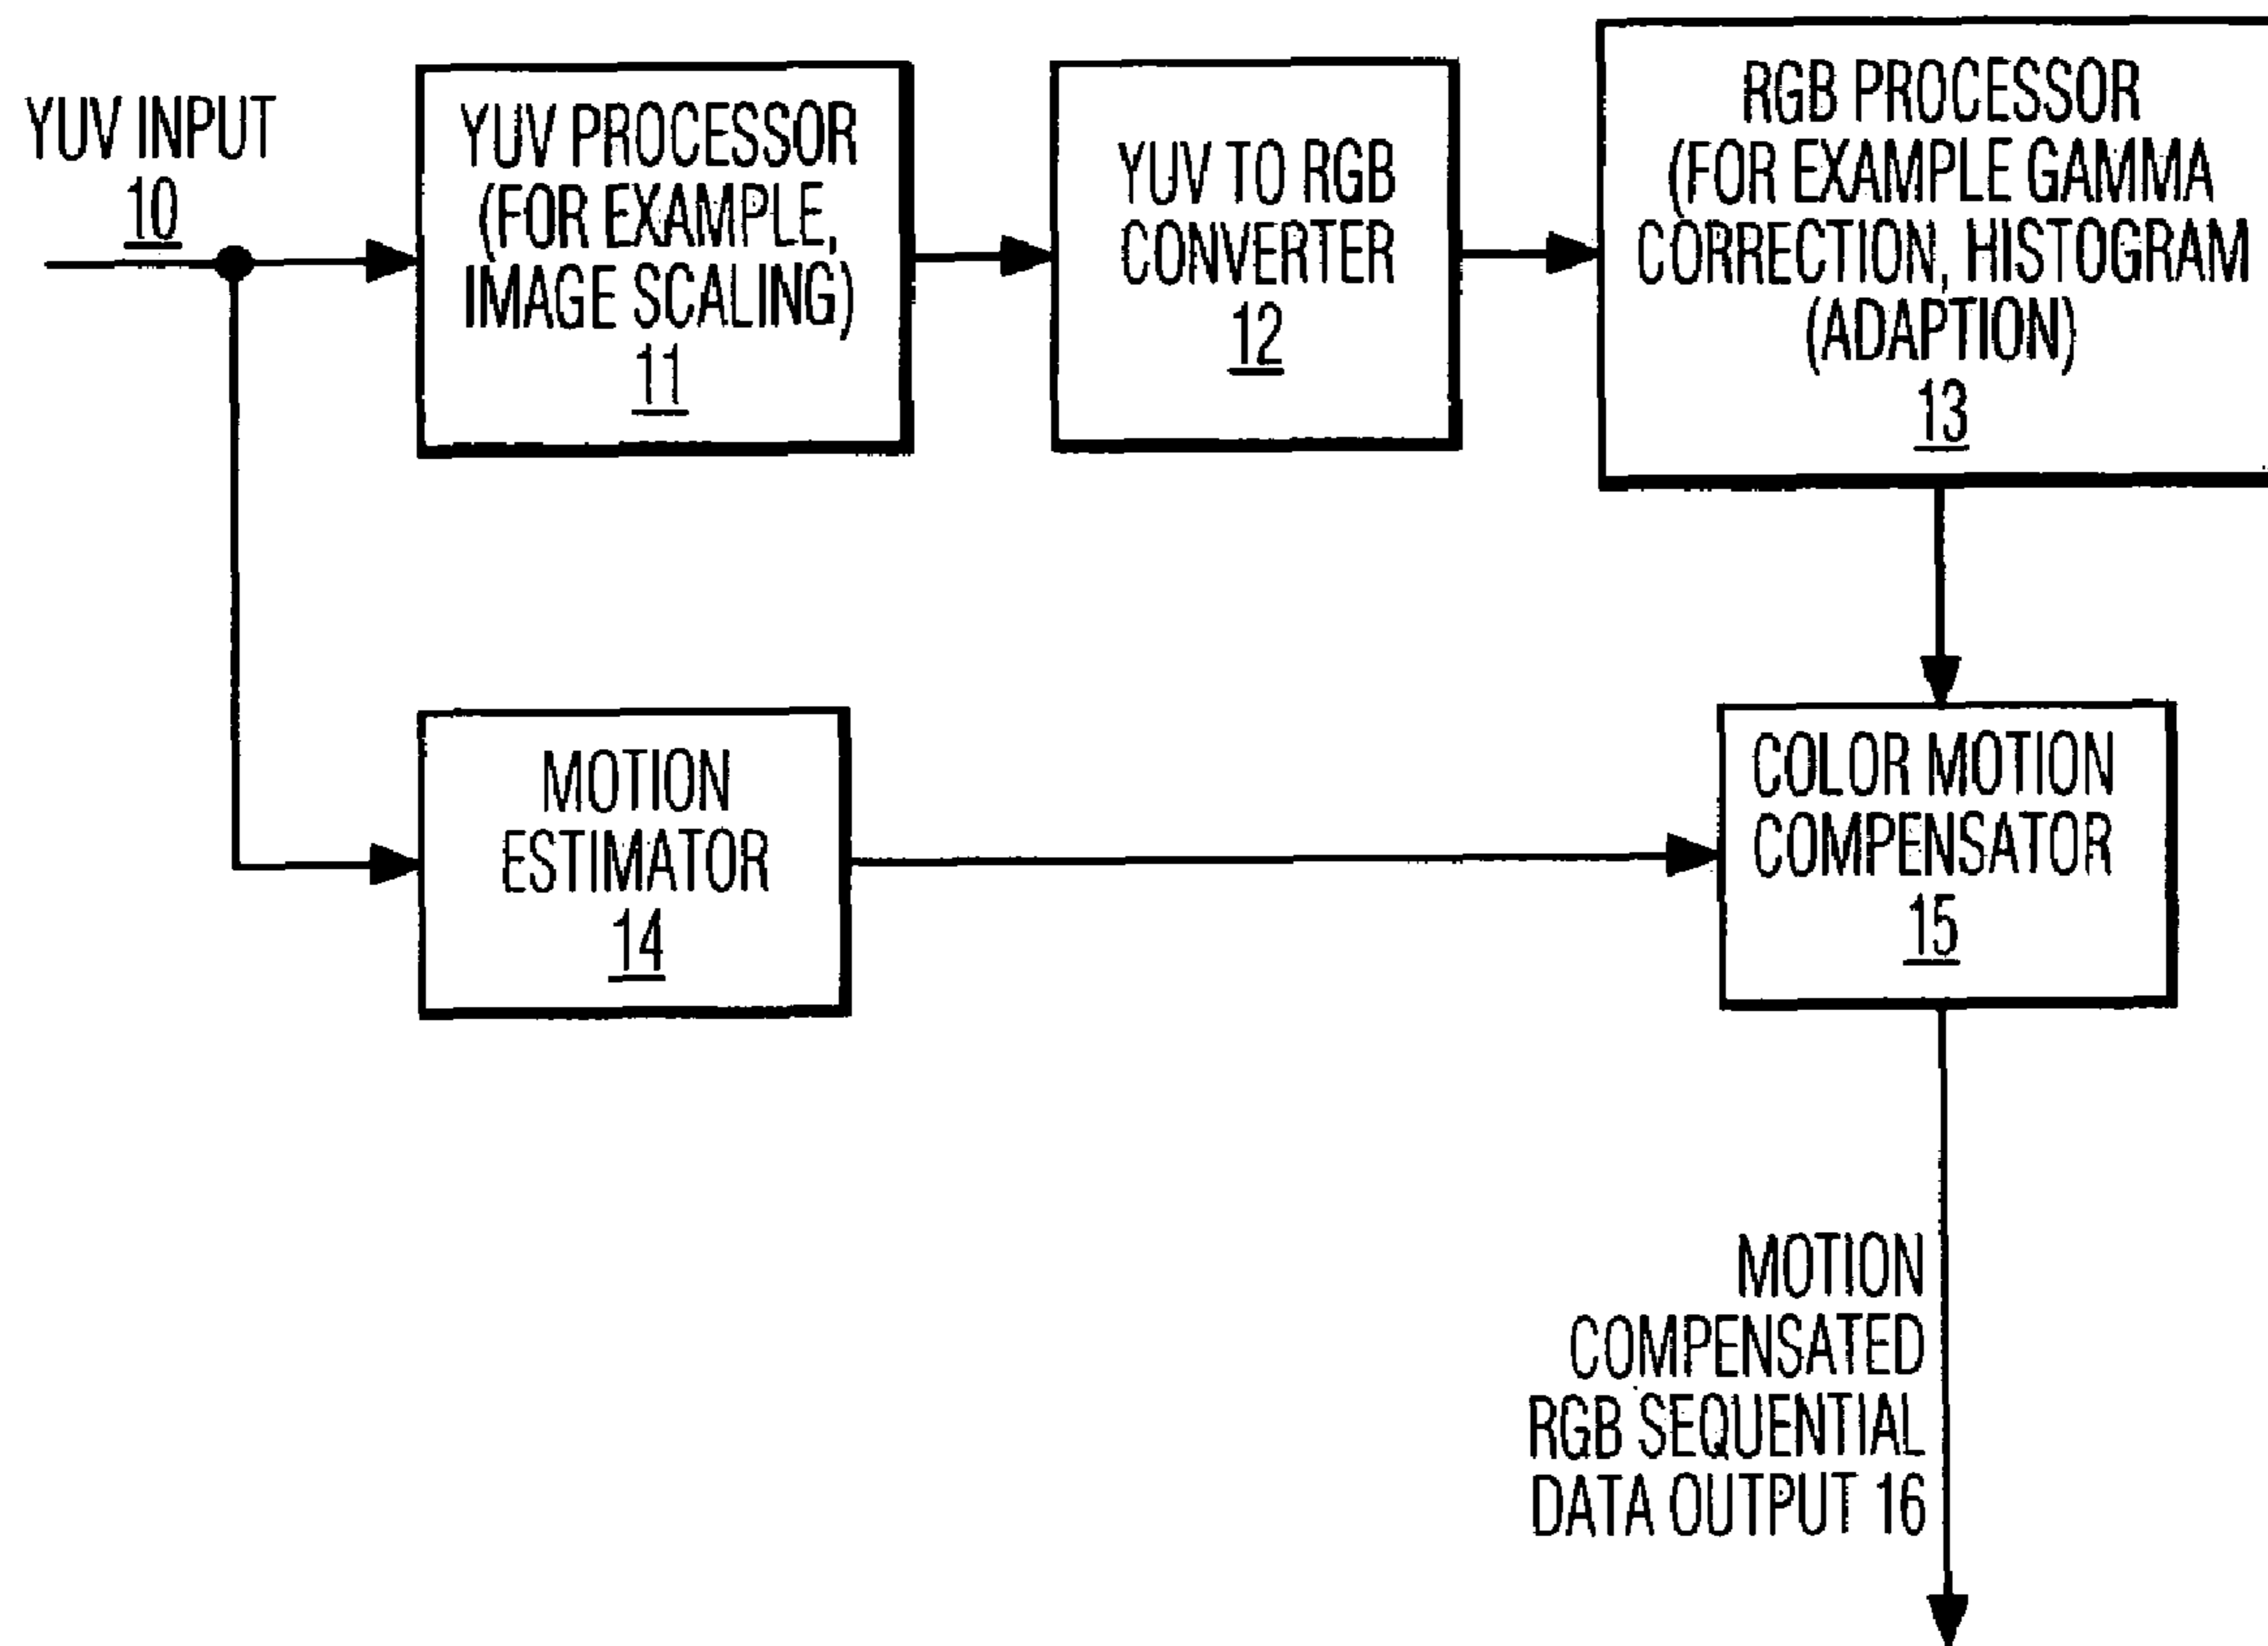 YUV INPUT
10
YUV PROCESSOR
(FOR EXAMPLE,
IMAGE SCALING)
11
YUV TO RGB
CONVERTER
12
RGB PROCESSOR
(FOR EXAMPLE GAMMA
CORRECTION, HISTOGRAM
(ADAPTION)
13
MOTION
ESTIMATOR
14
COLOR MOTION
COMPENSATOR
15
MOTION
COMPENSATED
RGB SEQUENTIAL
DATA OUTPUT 16